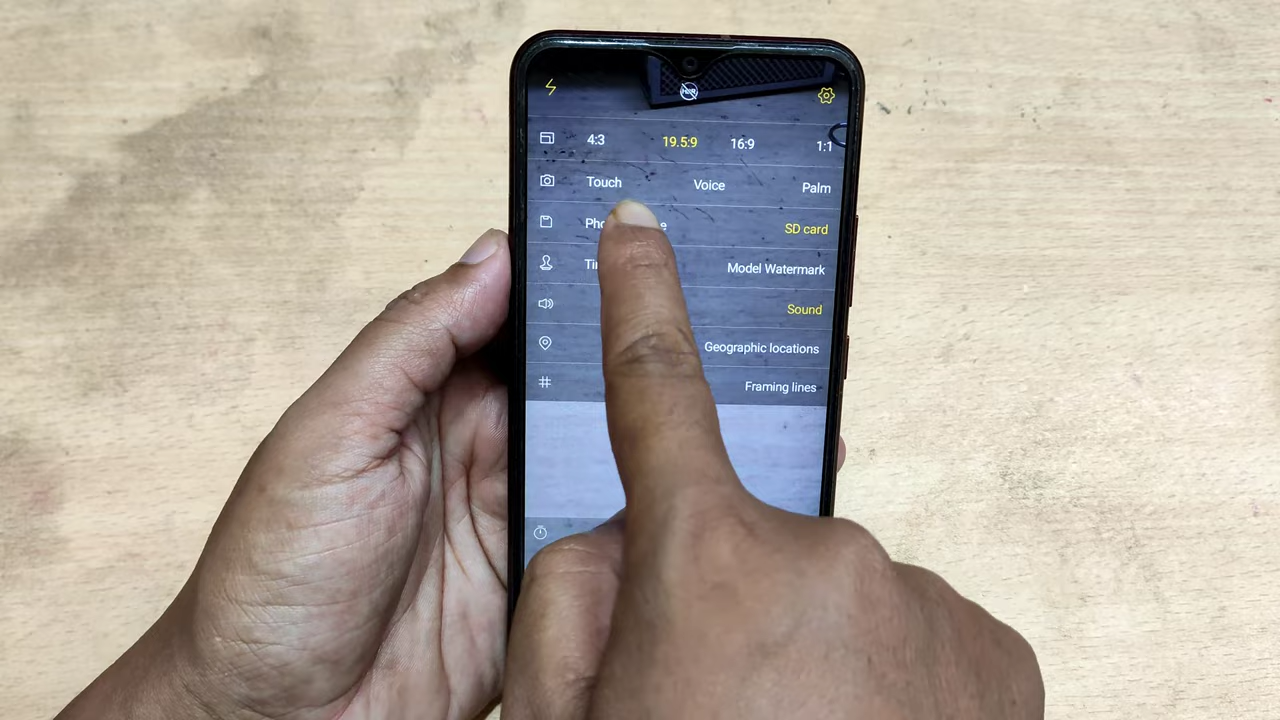 HDR
4:3 19.5:9 16:9 1:1
Touch Voice Palm
SD card
Model Watermark
Sound
Geographic locations
Framing lines